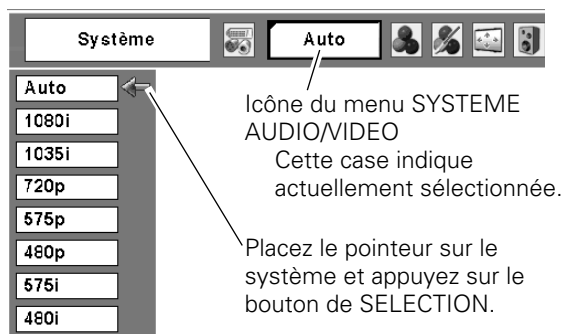 Système
Auto
Auto
1080i
1035i
720p
575p
480p
575i
480i
Icône du menu SYSTEME
AUDIO/VIDEO
Cette case indique
actuellement sélectionnée.
Placez le pointeur sur le
système et appuyez sur le
bouton de SELECTION.